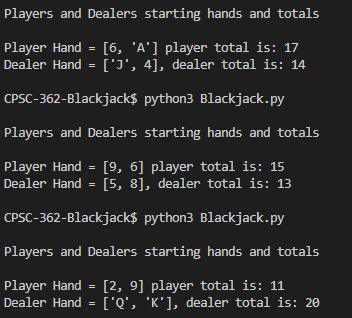 Players and Dealers starting hands and totals
Player Hand = [6, 'A'] player total is: 17
Dealer Hand = ['J', 4], dealer total is: 14
CPSC-362-Blackjack$ python3 Blackjack.py
Players and Dealers starting hands and totals
Player Hand = [9, 6] player total is: 15
Dealer Hand = [5, 8], dealer total is: 13
CPSC-362-Blackjack$ python3 Blackjack.py
Players and Dealers starting hands and totals
Player Hand = [2, 9] player total is: 11
Dealer Hand = ['Q', 'K'], dealer total is: 20